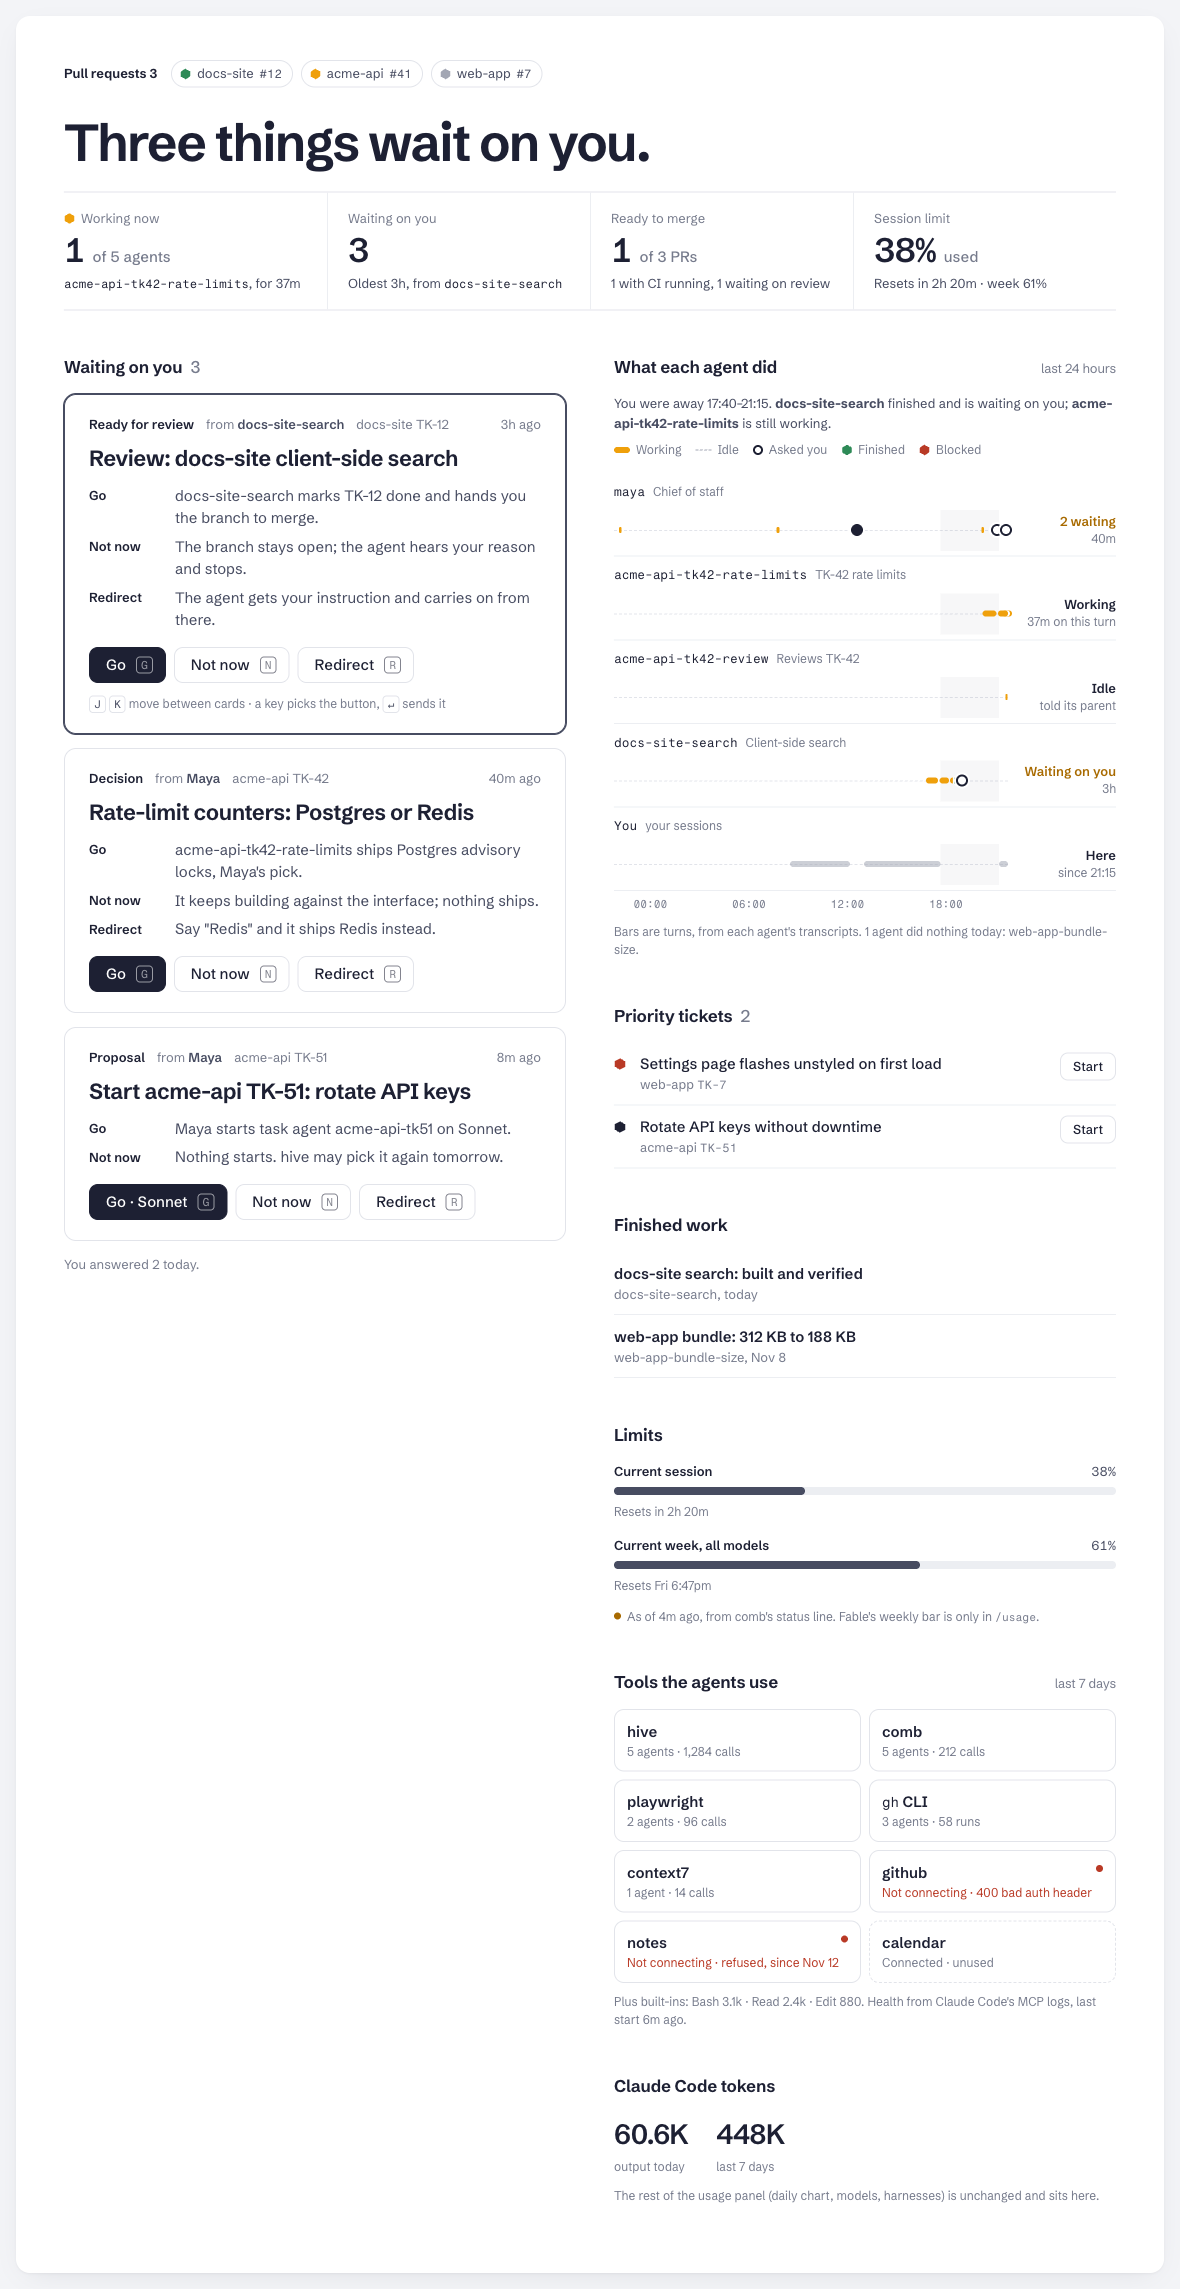 Pull requests 3
docs-site #12
acme-api #41
web-app #7
Three things wait on you.
Working now
1 of 5 agents
acme-api-tk42-rate-limits, for 37m
Waiting on you
3
Oldest 3h, from docs-site-search
Ready to merge
1 of 3 PRs
1 with CI running, 1 waiting on review
Session limit
38% used
Resets in 2h 20m · week 61%
Waiting on you 3
Ready for review from docs-site-search docs-site TK-12 3h ago
Review: docs-site client-side search
Go docs-site-search marks TK-12 done and hands you
the branch to merge.
Not now The branch stays open; the agent hears your reason
and stops.
Redirect The agent gets your instruction and carries on from
there.
Go G Not now N Redirect R
J K move between cards · a key picks the button, ↵ sends it
Decision from Maya acme-api TK-42 40m ago
Rate-limit counters: Postgres or Redis
Go acme-api-tk42-rate-limits ships Postgres advisory
locks, Maya's pick.
Not now It keeps building against the interface; nothing ships.
Redirect Say "Redis" and it ships Redis instead.
Go G Not now N Redirect R
Proposal from Maya acme-api TK-51 8m ago
Start acme-api TK-51: rotate API keys
Go Maya starts task agent acme-api-tk51 on Sonnet.
Not now Nothing starts. hive may pick it again tomorrow.
Go · Sonnet G Not now N Redirect R
You answered 2 today.
What each agent did last 24 hours
You were away 17:40-21:15. docs-site-search finished and is waiting on you; acme-
api-tk42-rate-limits is still working.
Working Idle Asked you Finished Blocked
maya Chief of staff
2 waiting
40m
acme-api-tk42-rate-limits TK-42 rate limits
Working
37m on this turn
acme-api-tk42-review Reviews TK-42
Idle
told its parent
docs-site-search Client-side search
Waiting on you
3h
You your sessions
Here
since 21:15
00:00 06:00 12:00 18:00
Bars are turns, from each agent's transcripts. 1 agent did nothing today: web-app-bundle-
size.
Priority tickets 2
Settings page flashes unstyled on first load
web-app TK-7
Start
Rotate API keys without downtime
acme-api TK-51
Start
Finished work
docs-site search: built and verified
docs-site-search, today
web-app bundle: 312 KB to 188 KB
web-app-bundle-size, Nov 8
Limits
Current session 38%
Resets in 2h 20m
Current week, all models 61%
Resets Fri 6:47pm
As of 4m ago, from comb's status line. Fable's weekly bar is only in /usage.
Tools the agents use last 7 days
hive
5 agents · 1,284 calls
comb
5 agents · 212 calls
playwright
2 agents · 96 calls
gh CLI
3 agents · 58 runs
context7
1 agent · 14 calls
github
Not connecting · 400 bad auth header
notes
Not connecting · refused, since Nov 12
calendar
Connected · unused
Plus built-ins: Bash 3.1k · Read 2.4k · Edit 880. Health from Claude Code's MCP logs, last
start 6m ago.
Claude Code tokens
60.6K
output today
448K
last 7 days
The rest of the usage panel (daily chart, models, harnesses) is unchanged and sits here.